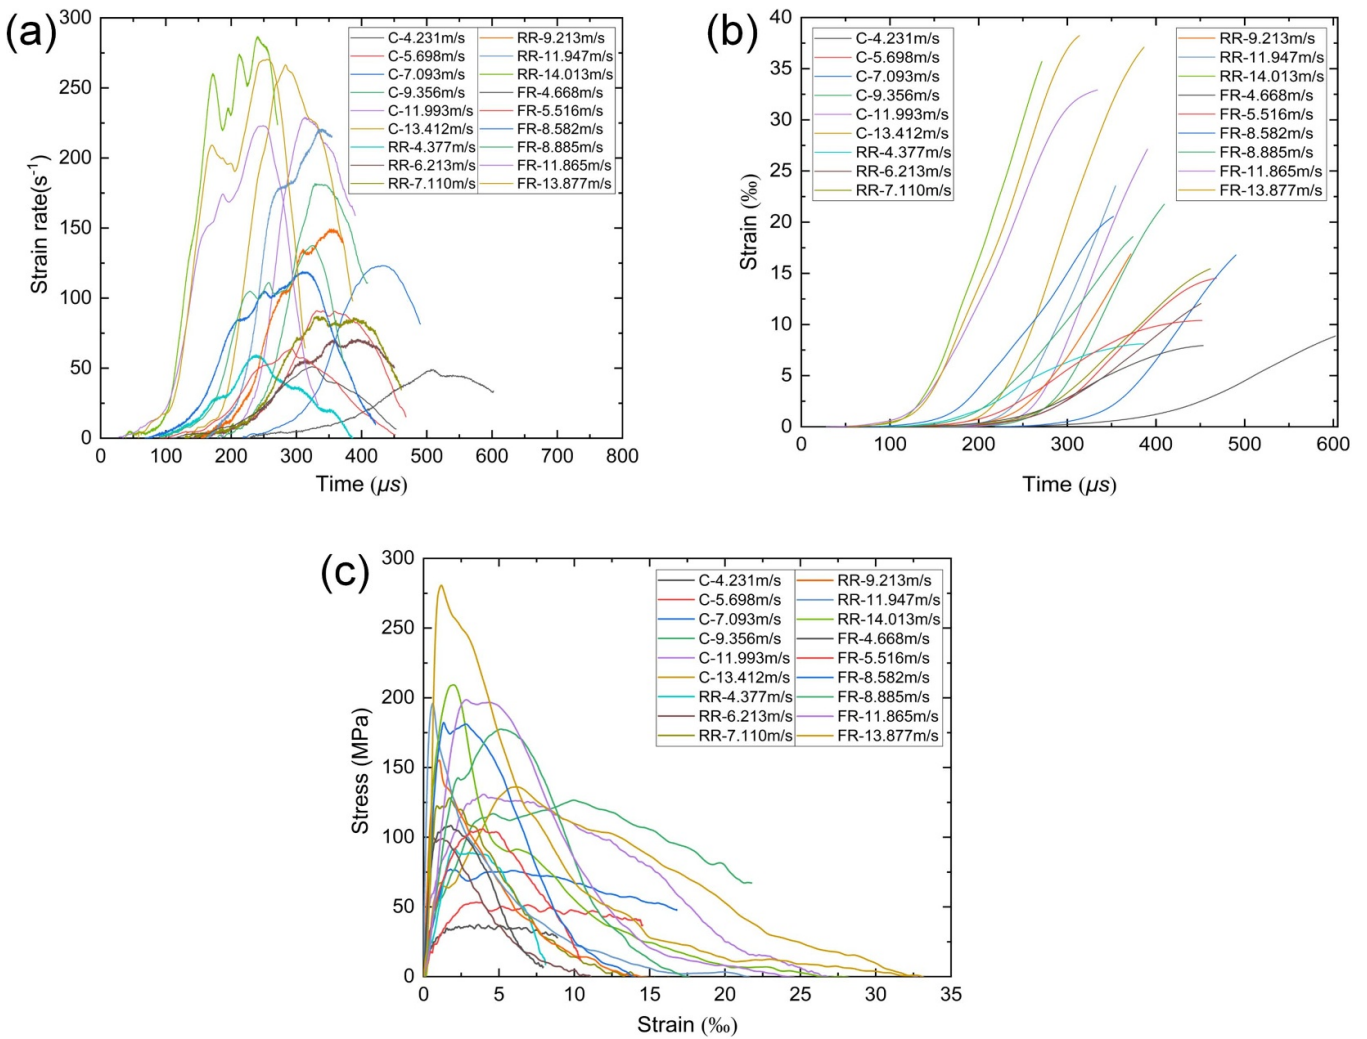 (a)
300
250
200
150
100
50
0
Strain rate(s⁻¹)
C-4.231m/s
C-5.698m/s
C-7.093m/s
C-9.356m/s
C-11.993m/s
C-13.412m/s
RR-4.377m/s
RR-6.213m/s
RR-7.110m/s
RR-9.213m/s
RR-11.947m/s
RR-14.013m/s
FR-4.668m/s
FR-5.516m/s
FR-8.582m/s
FR-8.885m/s
FR-11.865m/s
FR-13.877m/s
0 100 200 300 400 500 600 700 800
Time (μs)
(b)
40
35
30
25
20
15
10
5
0
Strain (‰)
C-4.231m/s
C-5.698m/s
C-7.093m/s
C-9.356m/s
C-11.993m/s
C-13.412m/s
RR-4.377m/s
RR-6.213m/s
RR-7.110m/s
RR-9.213m/s
RR-11.947m/s
RR-14.013m/s
FR-4.668m/s
FR-5.516m/s
FR-8.582m/s
FR-8.885m/s
FR-11.865m/s
FR-13.877m/s
0 100 200 300 400 500 600
Time (μs)
(c)
300
250
200
150
100
50
0
Stress (MPa)
C-4.231m/s
C-5.698m/s
C-7.093m/s
C-9.356m/s
C-11.993m/s
C-13.412m/s
RR-4.377m/s
RR-6.213m/s
RR-7.110m/s
RR-9.213m/s
RR-11.947m/s
RR-14.013m/s
FR-4.668m/s
FR-5.516m/s
FR-8.582m/s
FR-8.885m/s
FR-11.865m/s
FR-13.877m/s
0 5 10 15 20 25 30 35
Strain (‰)